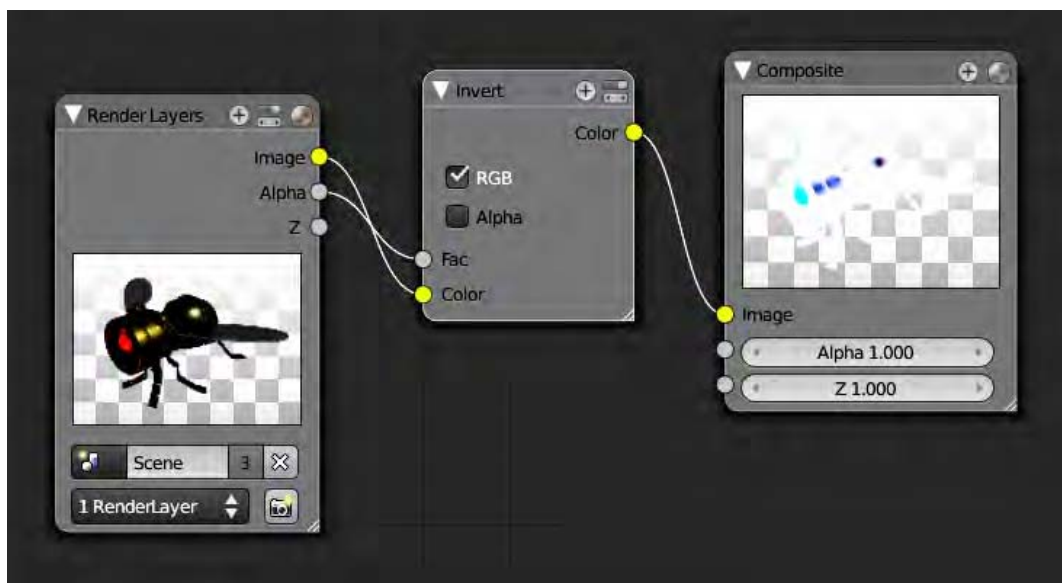 Render Layers
Image
Alpha
Z
Scene
3
1 RenderLayer
Invert
Color
RGB
Alpha
Fac
Color
Composite
Image
Alpha 1.000
Z 1.000